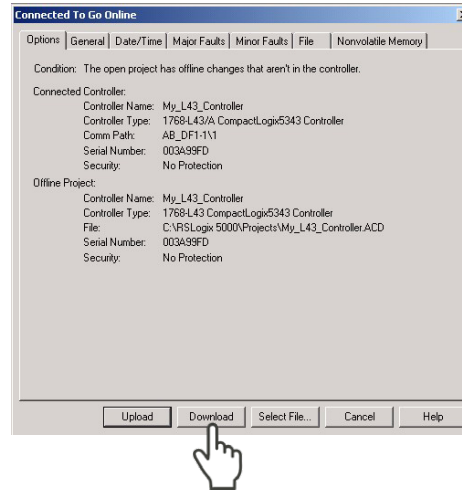 Connected To Go Online
Options General Date/Time Major Faults Minor Faults File Nonvolatile Memory
Condition: The open project has offline changes that aren't in the controller.
Connected Controller:
Controller Name: My_L43_Controller
Controller Type: 1768-L43/A CompactLogix5343 Controller
Comm Path: AB_DF1-1\1
Serial Number: 003A99FD
Security: No Protection
Offline Project:
Controller Name: My_L43_Controller
Controller Type: 1768-L43 CompactLogix5343 Controller
File: C:\RSLogix 5000\Projects\My_L43_Controller.ACD
Serial Number: 003A99FD
Security: No Protection
Upload Download Select File... Cancel Help